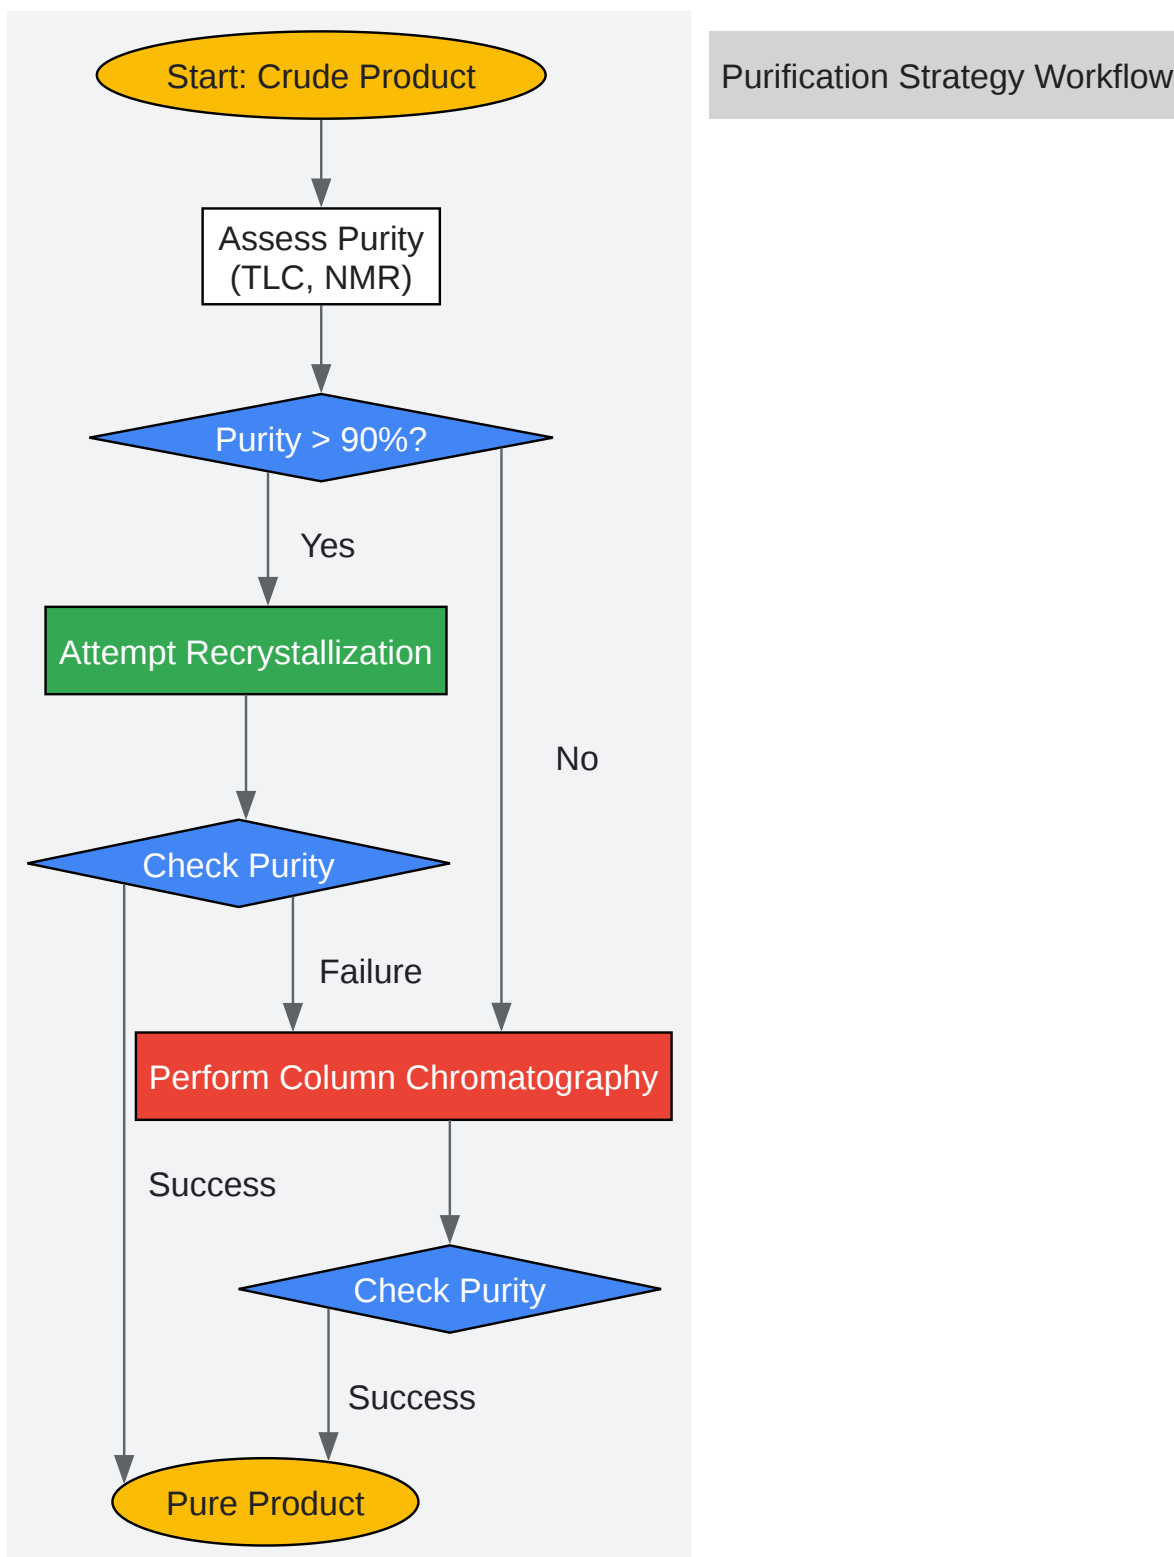 Start: Crude Product
Purification Strategy Workflow
Assess Purity
(TLC, NMR)
Purity > 90%?
Yes
Attempt Recrystallization
No
Check Purity
Failure
Perform Column Chromatography
Success
Check Purity
Success
Pure Product